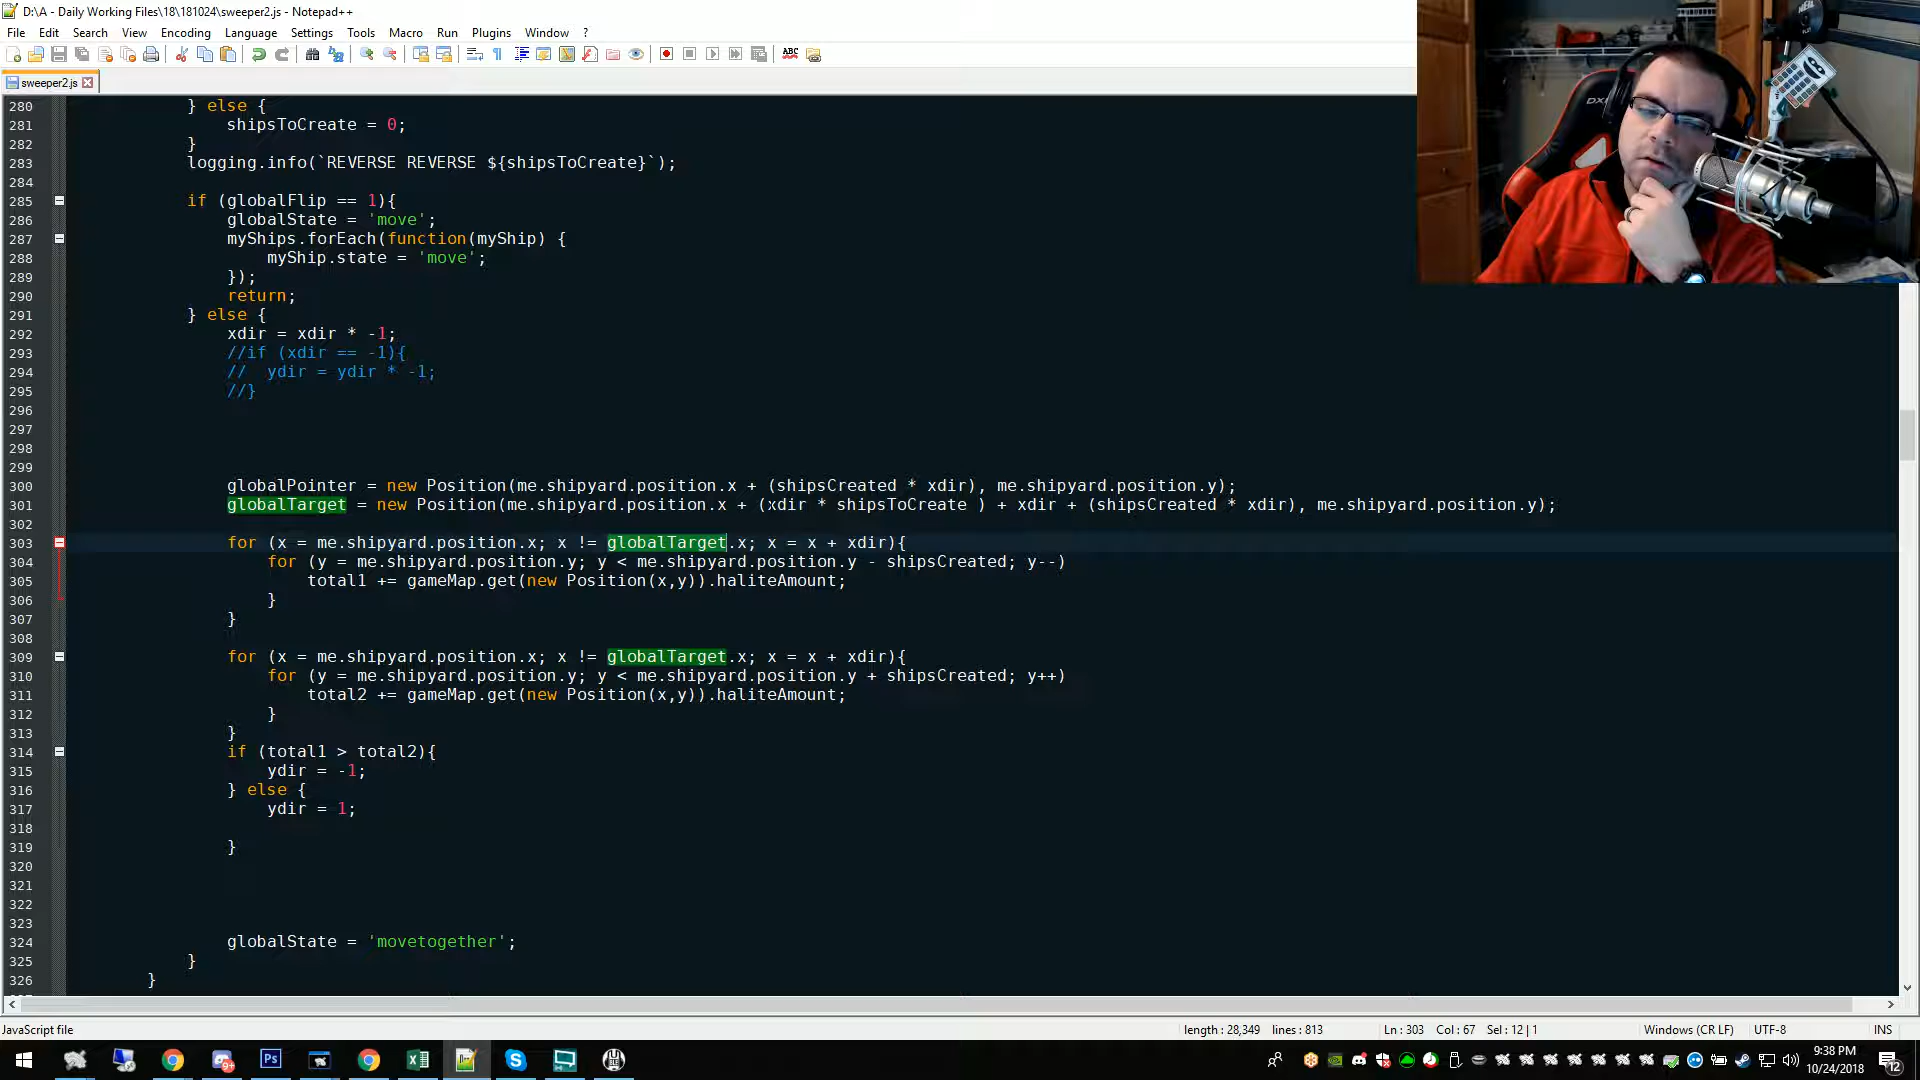 D:\A - Daily Working Files\18\181024\sweeper2.js - Notepad++
File Edit Search View Encoding Language Settings Tools Macro Run Plugins Window ?
sweeper2.js
280 } else {
281 shipsToCreate = 0;
282 }
283 logging.info(`REVERSE REVERSE ${shipsToCreate}`);
284
285 if (globalFlip == 1){
286 globalState = 'move';
287 myShips.forEach(function(myShip) {
288 myShip.state = 'move';
289 });
290 return;
291 } else {
292 xdir = xdir * -1;
293 //if (xdir == -1){
294 // ydir = ydir * -1;
295 //}
296
297
298
299
300 globalPointer = new Position(me.shipyard.position.x + (shipsCreated * xdir), me.shipyard.position.y);
301 globalTarget = new Position(me.shipyard.position.x + (xdir * shipsToCreate ) + xdir + (shipsCreated * xdir), me.shipyard.position.y);
302
303 for (x = me.shipyard.position.x; x != globalTarget.x; x = x + xdir){
304 for (y = me.shipyard.position.y; y < me.shipyard.position.y - shipsCreated; y--)
305 total1 += gameMap.get(new Position(x,y)).haliteAmount;
306 }
307 }
308
309 for (x = me.shipyard.position.x; x != globalTarget.x; x = x + xdir){
310 for (y = me.shipyard.position.y; y < me.shipyard.position.y + shipsCreated; y++)
311 total2 += gameMap.get(new Position(x,y)).haliteAmount;
312 }
313 }
314 if (total1 > total2){
315 ydir = -1;
316 } else {
317 ydir = 1;
318
319 }
320
321
322
323
324 globalState = 'movetogether';
325 }
326 }
JavaScript file length : 28,349 lines : 813 Ln : 303 Col : 67 Sel : 12 | 1 Windows (CR LF) UTF-8 INS
9:38 PM
10/24/2018
12